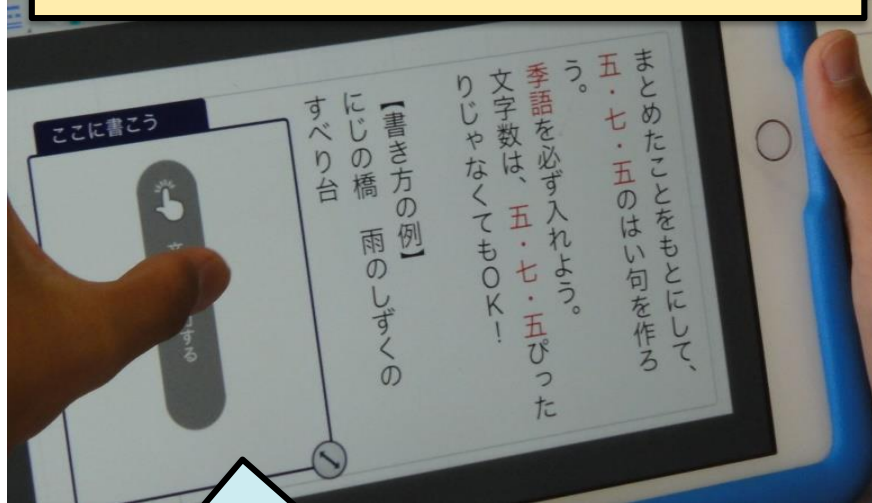 まとめたことをもとにして、
五・七・五のはい句を作ろ
う。
季語を必ず入れよう。
文字数は、五・七・五ぴった
りじゃなくてもOK!
【書き方の例】
にじの橋　雨のしずくの
すべり台
ここに書こう
する